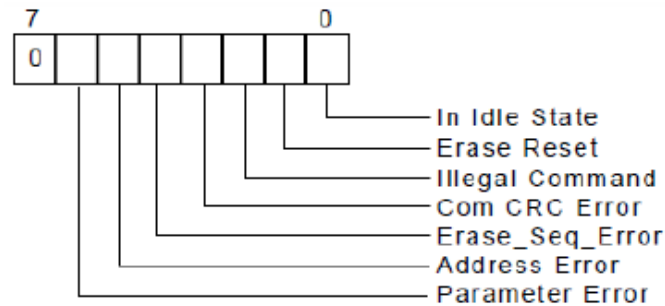 7 0
0
In Idle State
Erase Reset
Illegal Command
Com CRC Error
Erase_Seq_Error
Address Error
Parameter Error